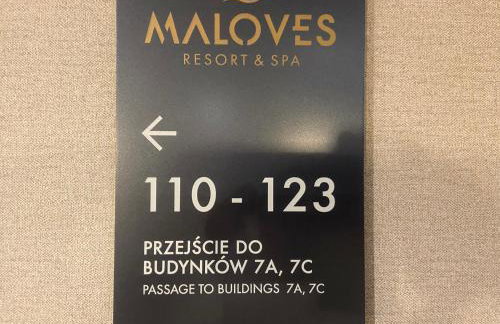 MALOVES
RESORT & SPA
←
110 - 123
PRZEJŚCIE DO
BUDYNKÓW 7A, 7C
PASSAGE TO BUILDINGS 7A, 7C